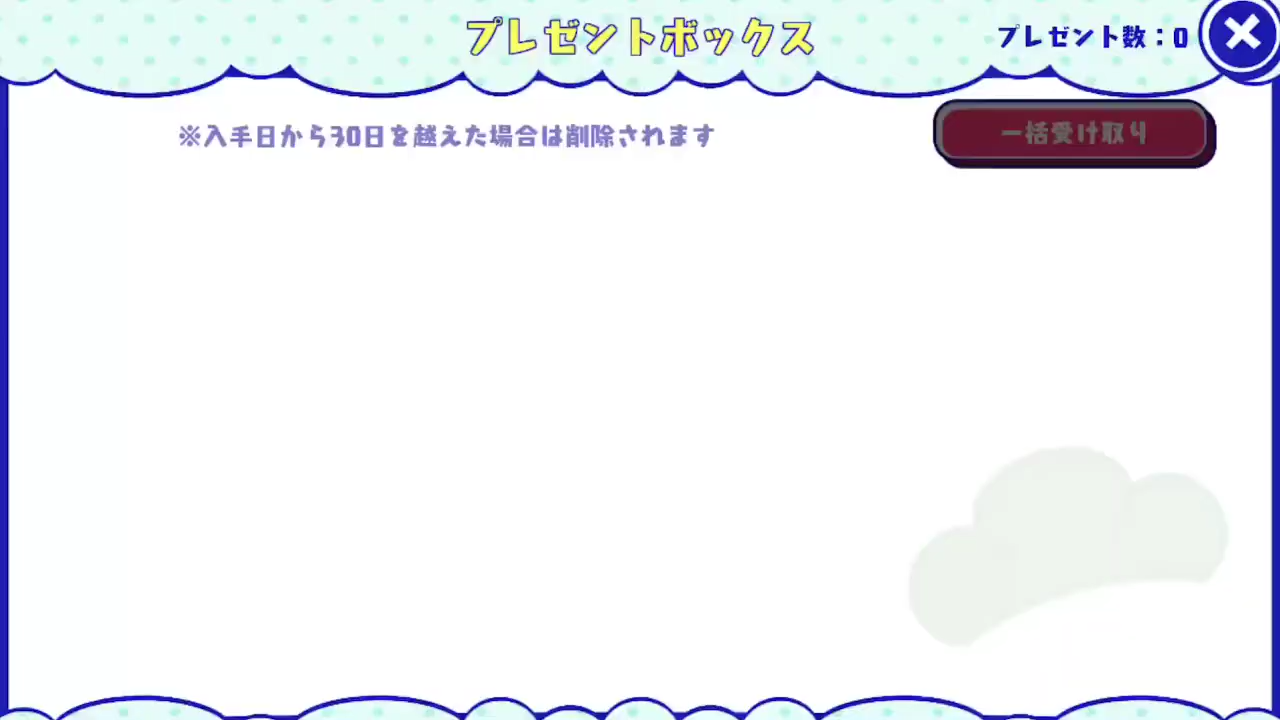 プレゼントボックス
プレゼント数：0
※入手日から30日を越えた場合は削除されます
一括受け取り